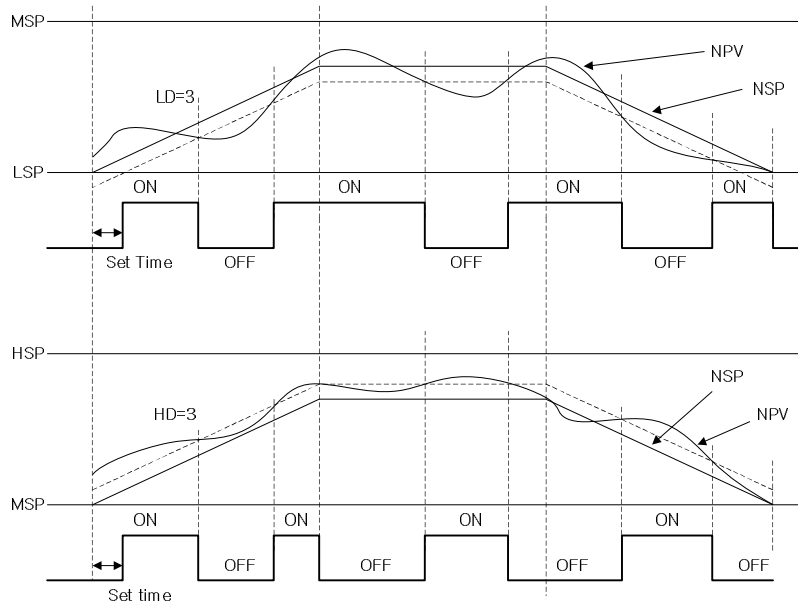 MSP
NPV
NSP
LD=3
LSP
ON ON ON ON
Set Time OFF OFF OFF
HSP
NSP
HD=3 NPV
MSP
ON ON ON ON
OFF OFF OFF OFF
Set time